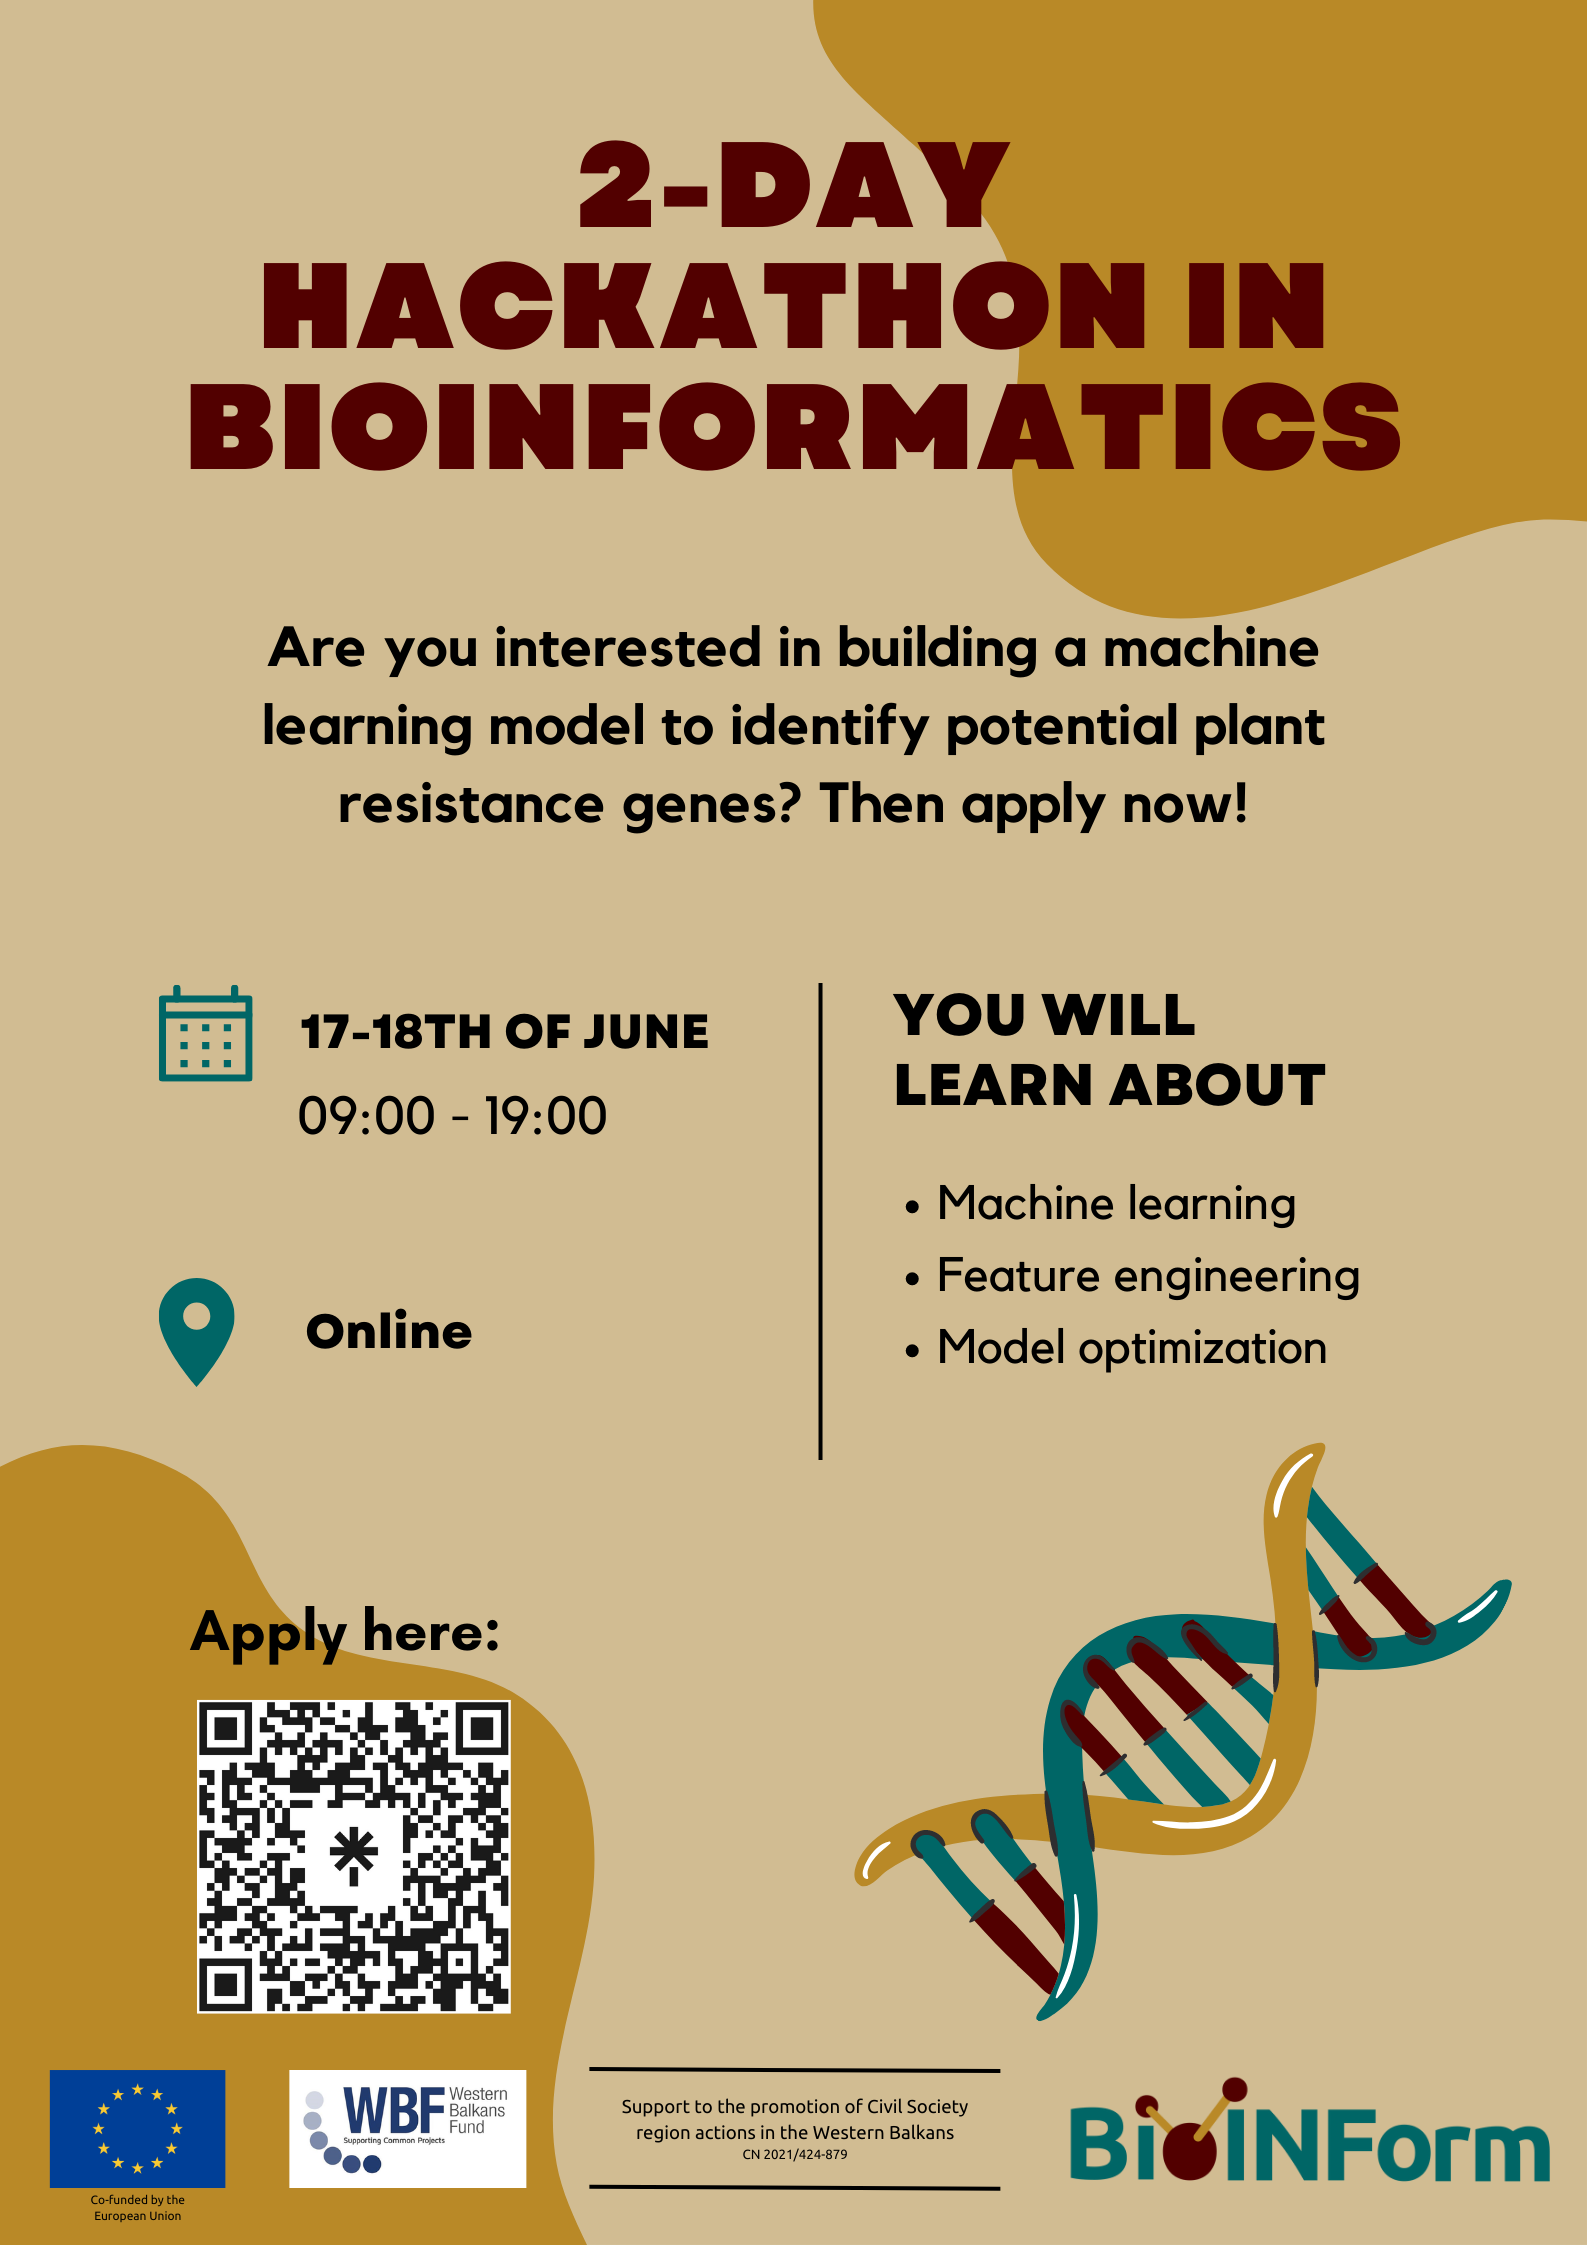 2-DAY
HACKATHON IN
BIOINFORMATICS
Are you interested in building a machine
learning model to identify potential plant
resistance genes? Then apply now!
17-18TH OF JUNE
09:00 - 19:00
Online
YOU WILL
LEARN ABOUT
• Machine learning
• Feature engineering
• Model optimization
Apply here:
Co-funded by the
European Union
WBF
Western
Balkans
Fund
Supporting Common Projects
Support to the promotion of Civil Society
region actions in the Western Balkans
CN 2021/424-879
BiOINForm